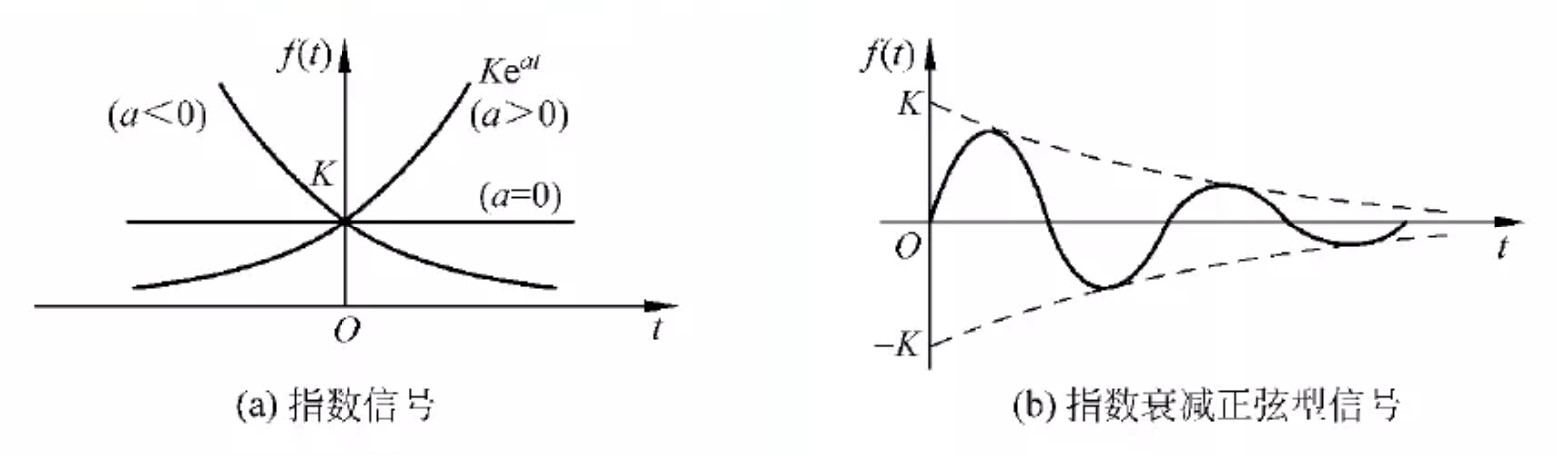 f(t)
Ke^{at}
(a<0)
(a>0)
K
(a=0)
O
t
(a) 指数信号
f(t)
K
O
t
−K
(b) 指数衰减正弦型信号